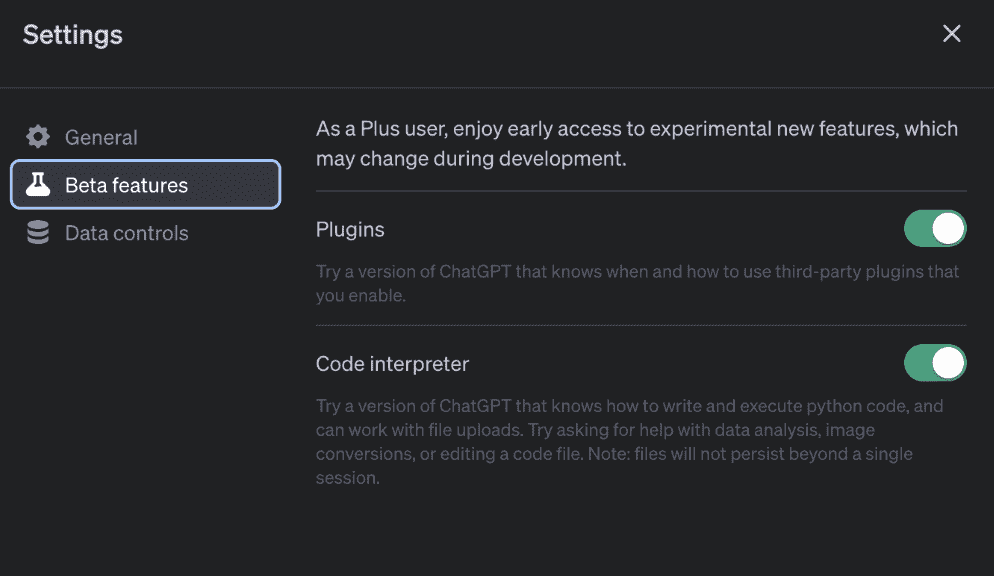 Settings
General
Beta features
Data controls
As a Plus user, enjoy early access to experimental new features, which
may change during development.
Plugins
Try a version of ChatGPT that knows when and how to use third-party plugins that
you enable.
Code interpreter
Try a version of ChatGPT that knows how to write and execute python code, and
can work with file uploads. Try asking for help with data analysis, image
conversions, or editing a code file. Note: files will not persist beyond a single
session.